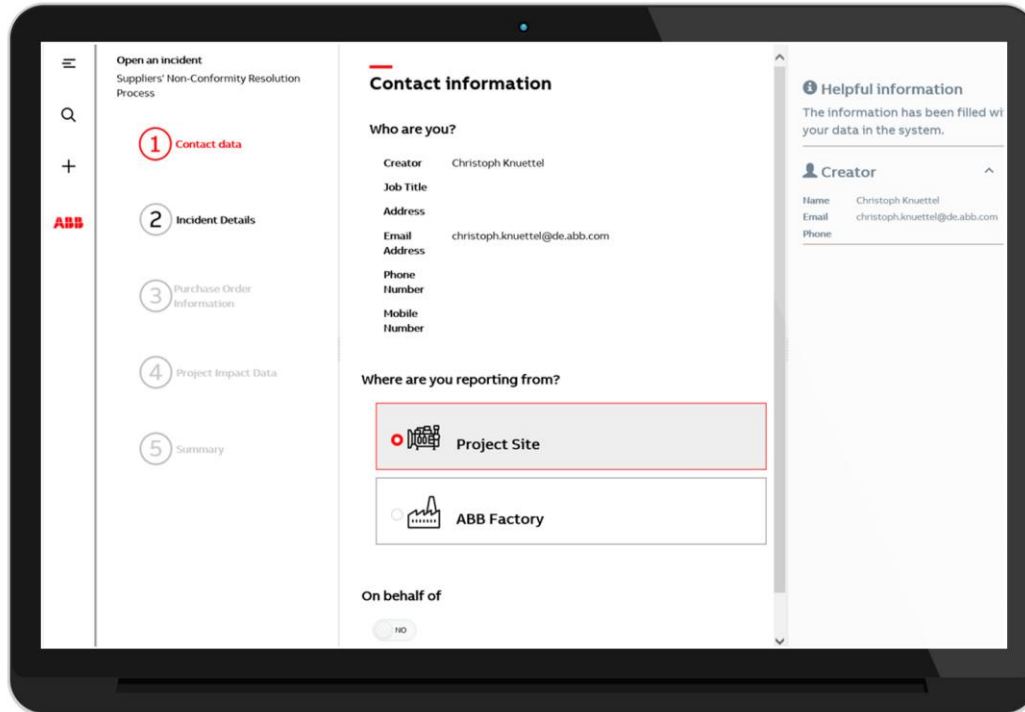 Open an incident
Suppliers' Non-Conformity Resolution
Process
1 Contact data
2 Incident Details
3 Purchase Order
Information
4 Project Impact Data
5 Summary
ABB
Contact information
Who are you?
Creator Christoph Knuettel
Job Title
Address
Email christoph.knuettel@de.abb.com
Address
Phone
Number
Mobile
Number
Where are you reporting from?
Project Site
ABB Factory
On behalf of
NO
Helpful information
The information has been filled wi
your data in the system.
Creator
Name Christoph Knuettel
Email christoph.knuettel@de.abb.com
Phone